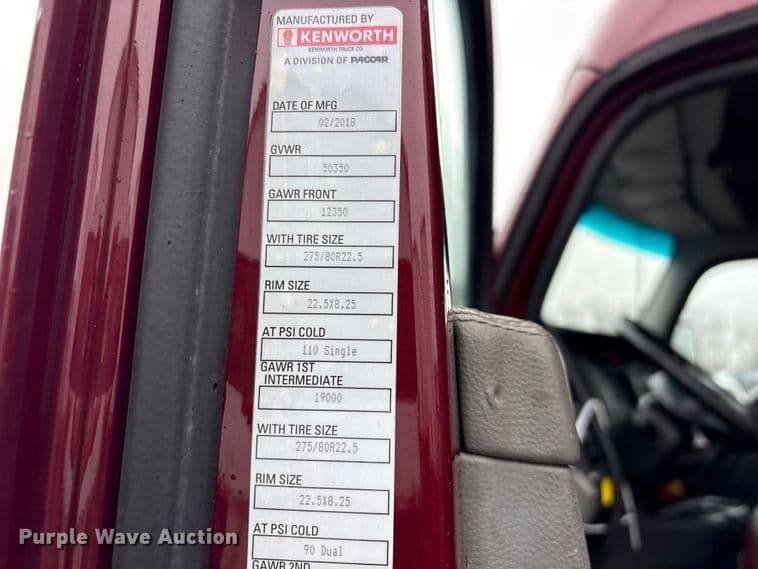 MANUFACTURED BY
KENWORTH
KENWORTH TRUCK CO.
A DIVISION OF PACCAR
DATE OF MFG
02/2018
GVWR
50350
GAWR FRONT
12350
WITH TIRE SIZE
275/80R22.5
RIM SIZE
22.5X8.25
AT PSI COLD
110 Single
GAWR 1ST
INTERMEDIATE
19000
WITH TIRE SIZE
275/80R22.5
RIM SIZE
22.5X8.25
AT PSI COLD
90 Dual
GAWR 2ND
Purple Wave Auction